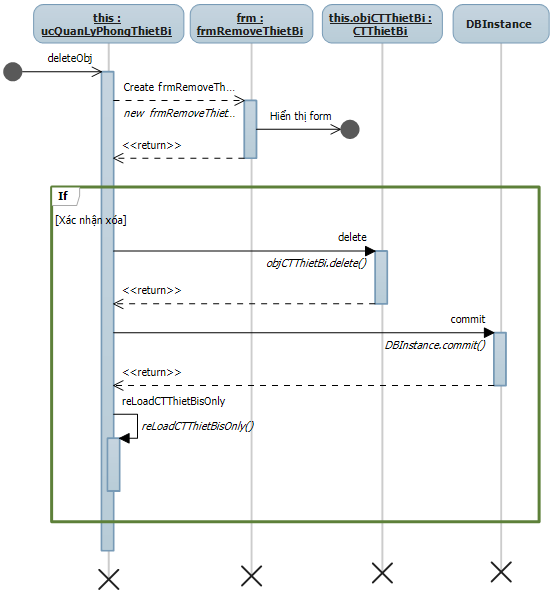 this :
ucQuanLyPhongThietBi
frm :
frmRemoveThietBi
this.objCTThietBi :
CTThietBi
DBInstance
deleteObj
Create frmRemoveTh...
new frmRemoveThiet...
Hiển thị form
<<return>>
If
[Xác nhận xóa]
delete
objCTThietBi.delete()
<<return>>
commit
DBInstance.commit()
<<return>>
reLoadCTThietBisOnly
reLoadCTThietBisOnly()